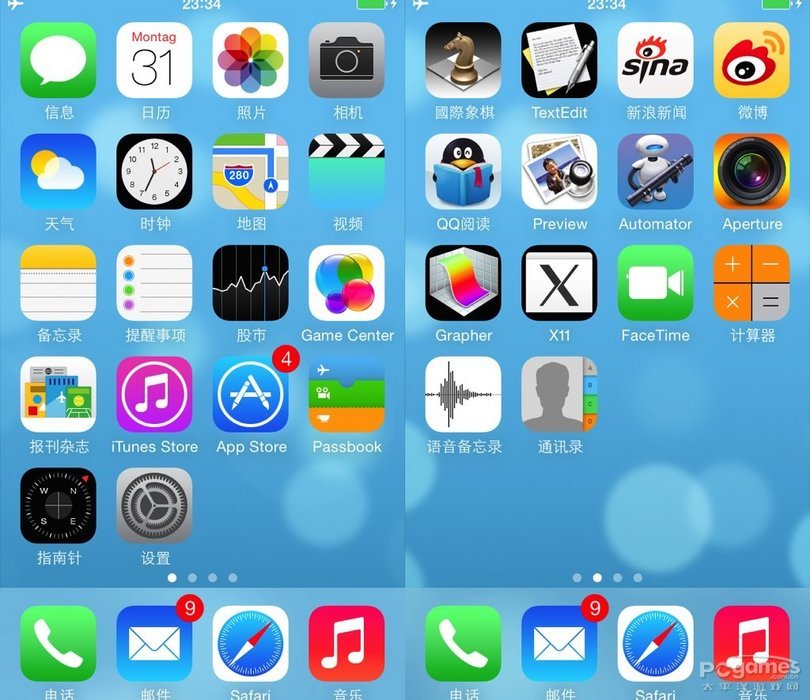 23:34
Montag
31
信息 日历 照片 相机
280
天气 时钟 地图 视频
备忘录 提醒事项 股市 Game Center
4
报刊杂志 iTunes Store App Store Passbook
W N
S E
指南针 设置
9
电话 邮件 Safari 音乐
23:34
sina
國際象棋 TextEdit 新浪新闻 微博
QQ阅读 Preview Automator Aperture
X
Grapher X11 FaceTime 计算器
A
B
C
D
语音备忘录 通讯录
9
电话 邮件 Safari 音乐
PCgames
.com.cn
太平洋游戏网